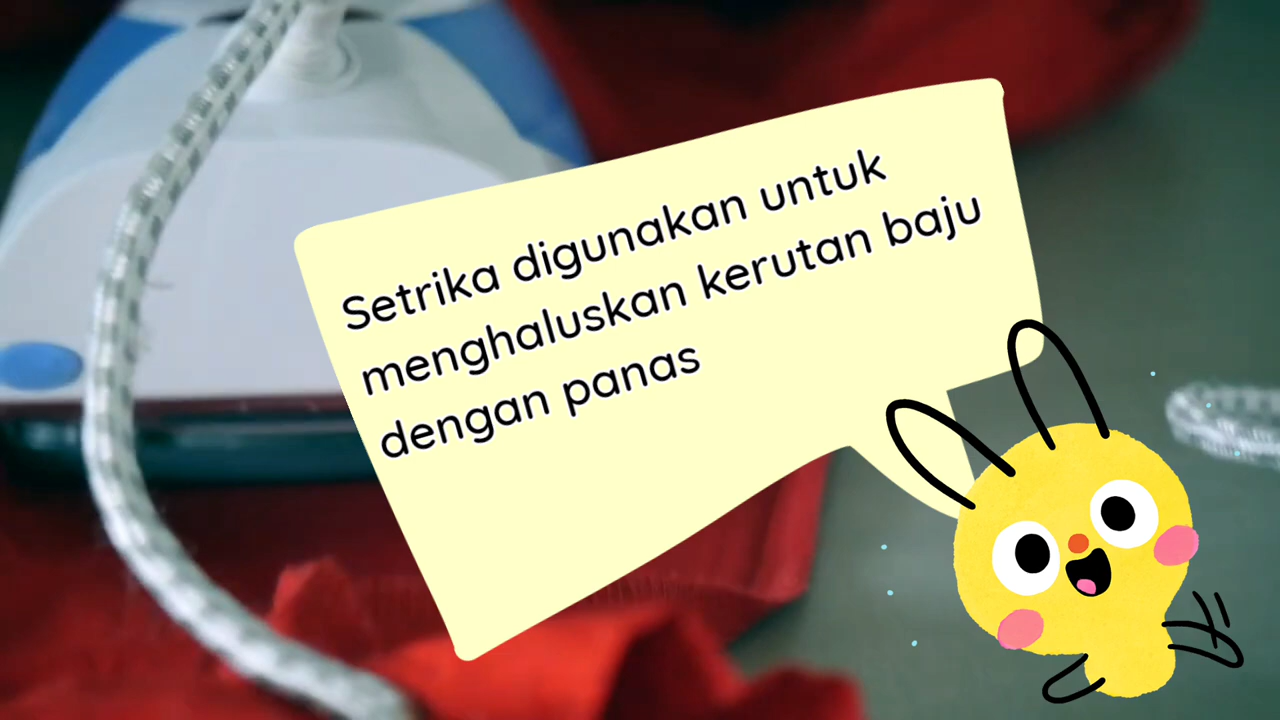 Setrika digunakan untuk
menghaluskan kerutan baju
dengan panas